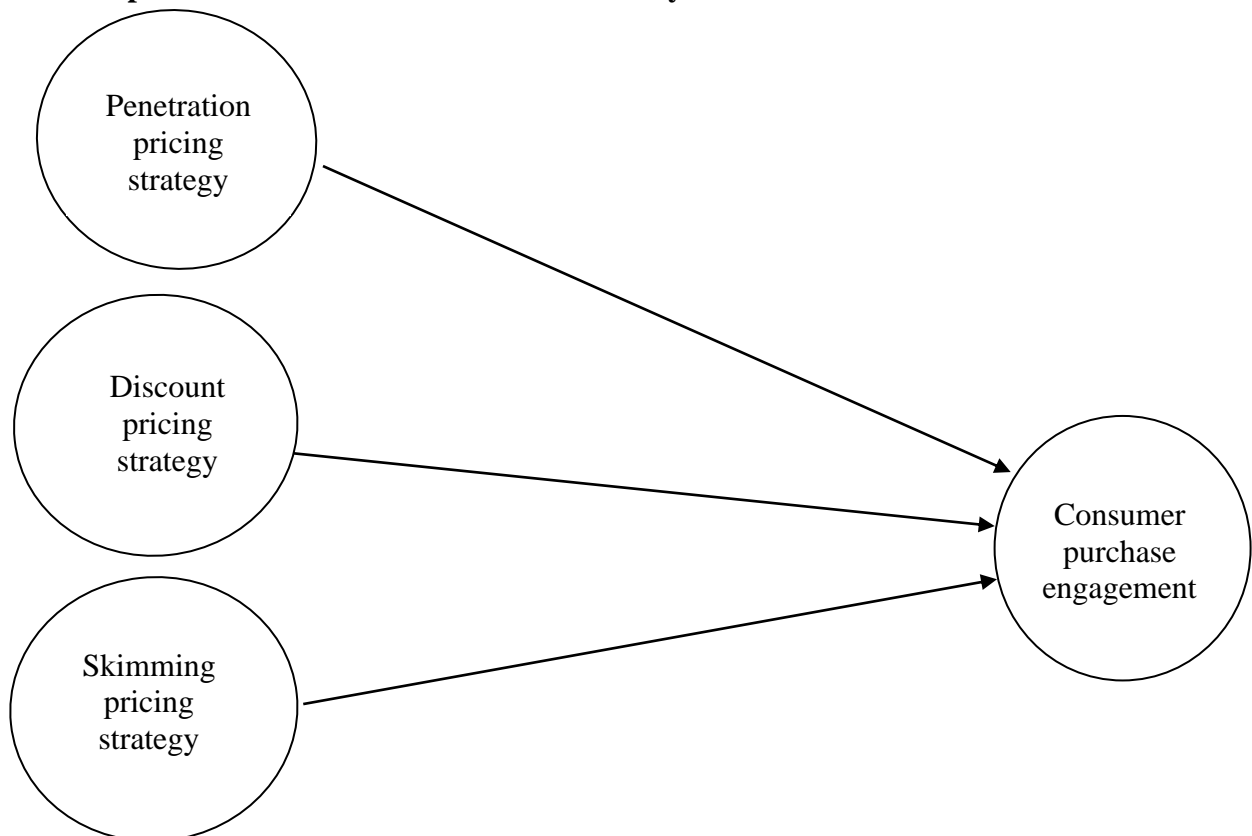 Penetration
pricing
strategy
Discount
pricing
strategy
Consumer
purchase
engagement
Skimming
pricing
strategy